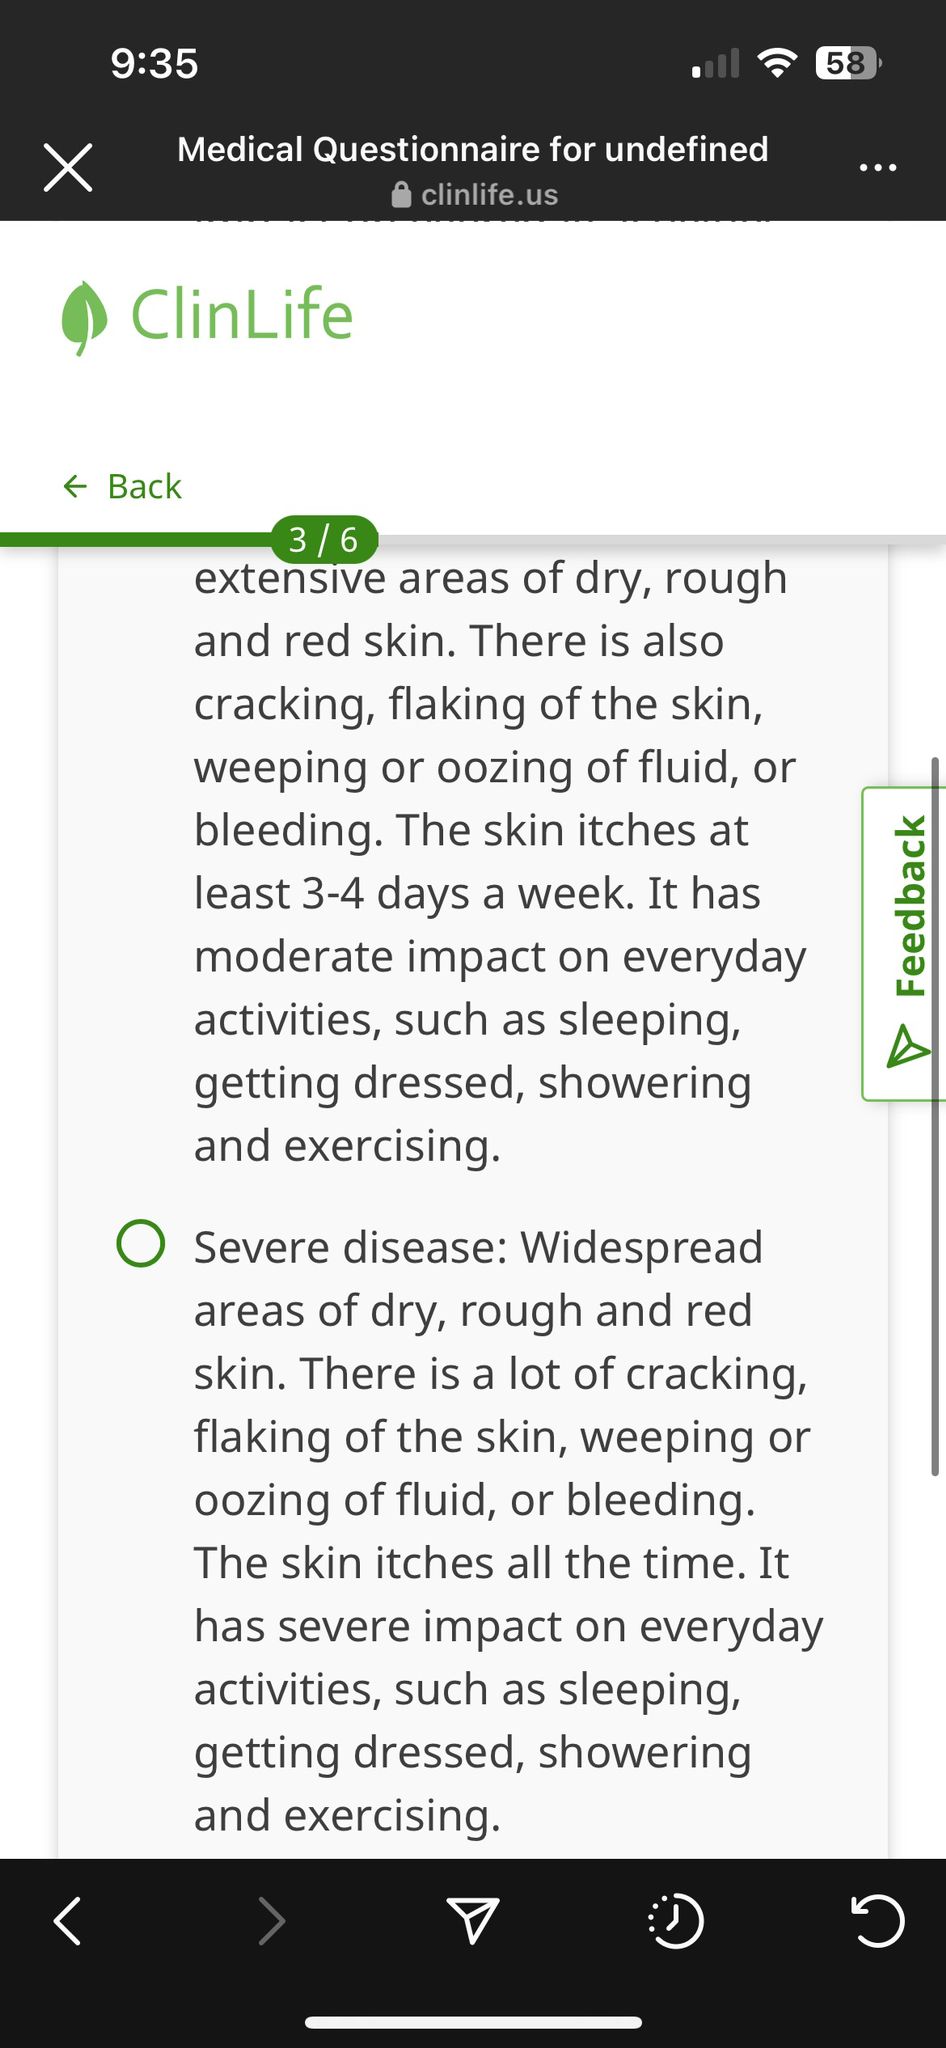 9:35
58
Medical Questionnaire for undefined
clinlife.us
ClinLife
← Back
3 / 6
extensive areas of dry, rough
and red skin. There is also
cracking, flaking of the skin,
weeping or oozing of fluid, or
bleeding. The skin itches at
least 3-4 days a week. It has
moderate impact on everyday
activities, such as sleeping,
getting dressed, showering
and exercising.
Feedback
Severe disease: Widespread
areas of dry, rough and red
skin. There is a lot of cracking,
flaking of the skin, weeping or
oozing of fluid, or bleeding.
The skin itches all the time. It
has severe impact on everyday
activities, such as sleeping,
getting dressed, showering
and exercising.